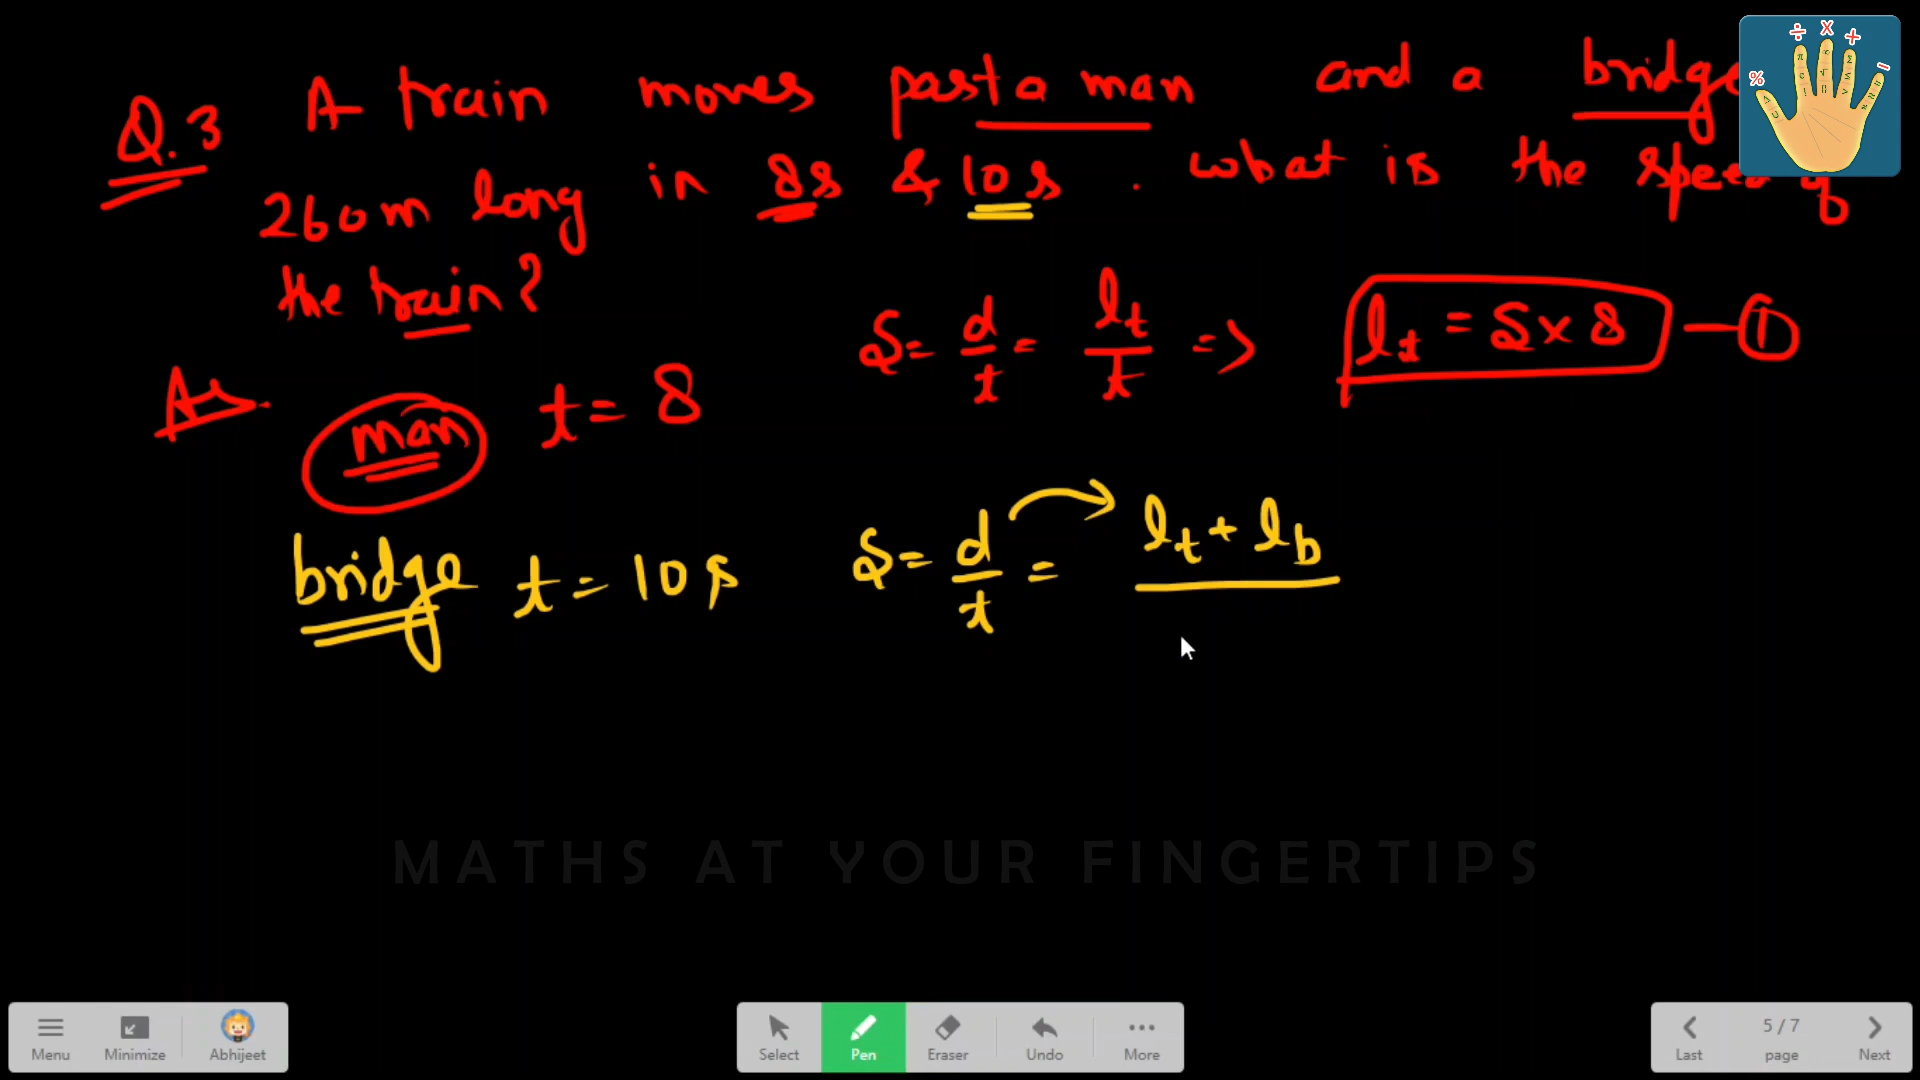 Q.3 A train moves past a man and a bridge
260m long in 8s & 10s. what is the speed of
the train?
S = d/t = lt/t => lt = S x 8 — ①
As. man t = 8
bridge t = 10s S = d/t = lt + lb
MATHS AT YOUR FINGERTIPS
Menu Minimize Abhijeet Select Pen Eraser Undo More Last 5 / 7 page Next